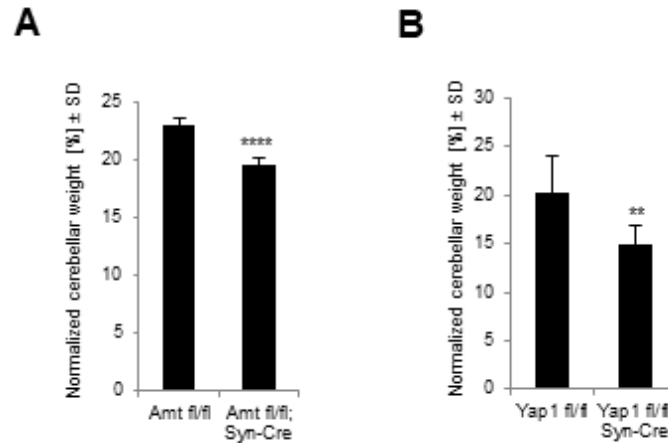 A
Normalized cerebellar weight [%] ± SD
25
20
15
10
5
0
****
Amt fl/fl
Amt fl/fl;
Syn-Cre
B
Normalized cerebellar weight [%] ± SD
30
25
20
15
10
5
0
**
Yap1 fl/fl
Yap1 fl/fl
Syn-Cre